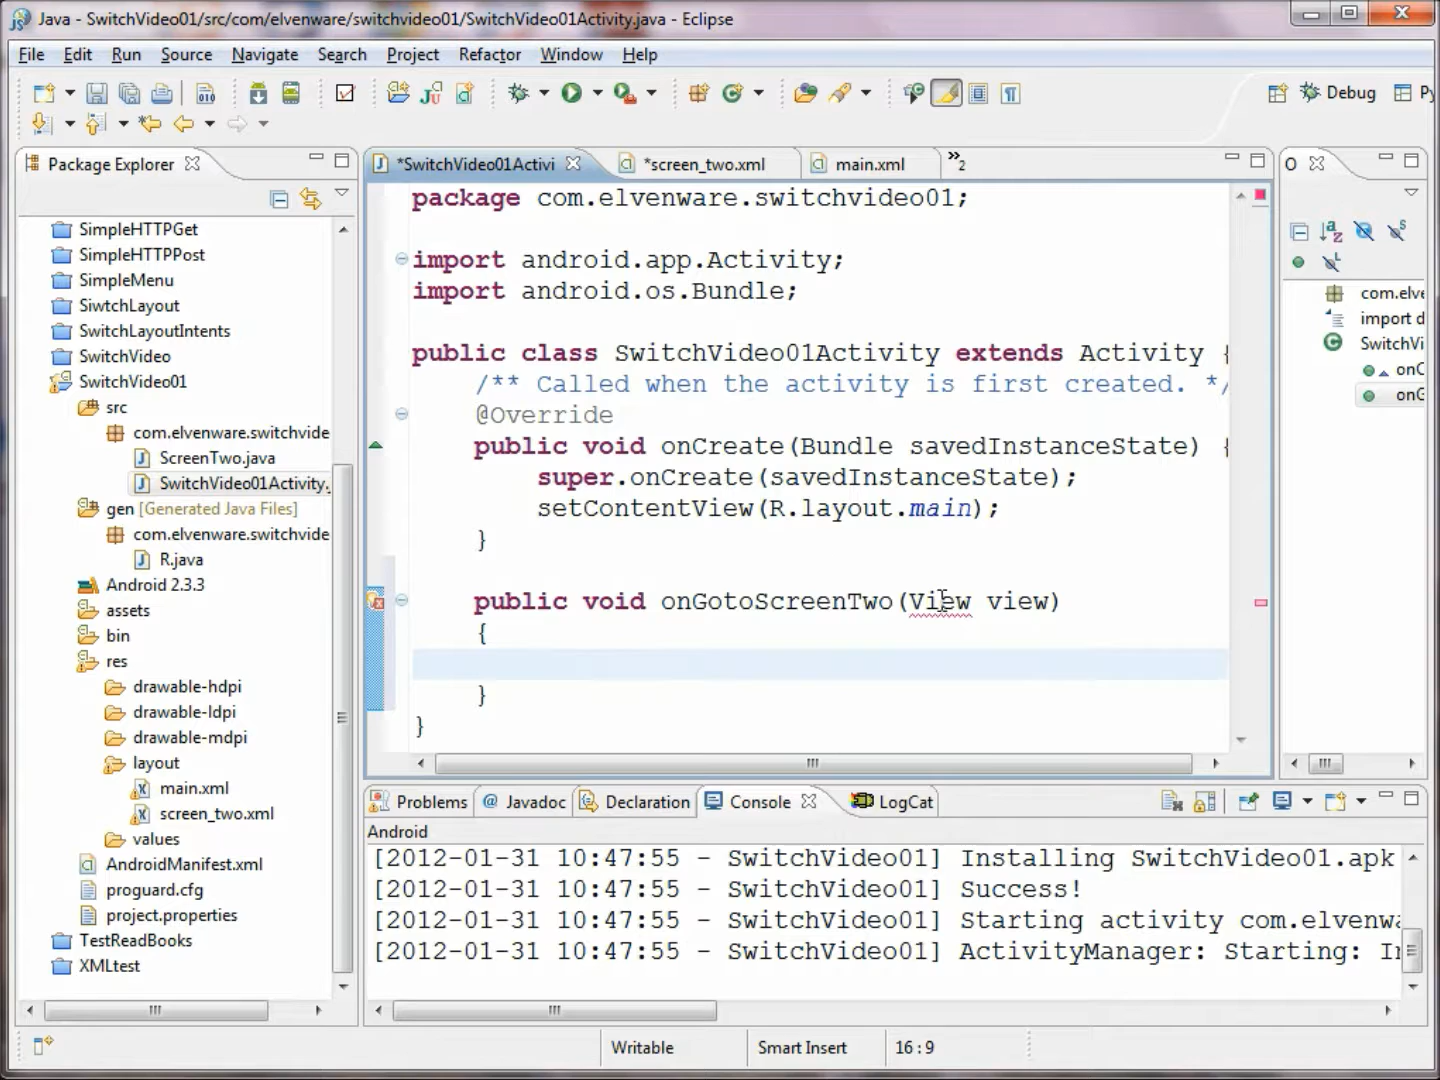 Java - SwitchVideo01/src/com/elvenware/switchvideo01/SwitchVideo01Activity.java - Eclipse
File Edit Run Source Navigate Search Project Refactor Window Help
Debug Py
Package Explorer
SimpleHTTPGet
SimpleHTTPPost
SimpleMenu
SiwtchLayout
SwitchLayoutIntents
SwitchVideo
SwitchVideo01
src
com.elvenware.switchvide
ScreenTwo.java
SwitchVideo01Activity.
gen [Generated Java Files]
com.elvenware.switchvide
R.java
Android 2.3.3
assets
bin
res
drawable-hdpi
drawable-ldpi
drawable-mdpi
layout
main.xml
screen_two.xml
values
AndroidManifest.xml
proguard.cfg
project.properties
TestReadBooks
XMLtest
*SwitchVideo01Activi *screen_two.xml main.xml »2
package com.elvenware.switchvideo01;
import android.app.Activity;
import android.os.Bundle;
public class SwitchVideo01Activity extends Activity {
/** Called when the activity is first created. */
@Override
public void onCreate(Bundle savedInstanceState) {
super.onCreate(savedInstanceState);
setContentView(R.layout.main);
}
public void onGotoScreenTwo(View view)
{
}
}
O
com.elve
import d
SwitchVi
onC
onG
Problems @ Javadoc Declaration Console LogCat
Android
[2012-01-31 10:47:55 - SwitchVideo01] Installing SwitchVideo01.apk
[2012-01-31 10:47:55 - SwitchVideo01] Success!
[2012-01-31 10:47:55 - SwitchVideo01] Starting activity com.elvenwa
[2012-01-31 10:47:55 - SwitchVideo01] ActivityManager: Starting: In
Writable Smart Insert 16 : 9